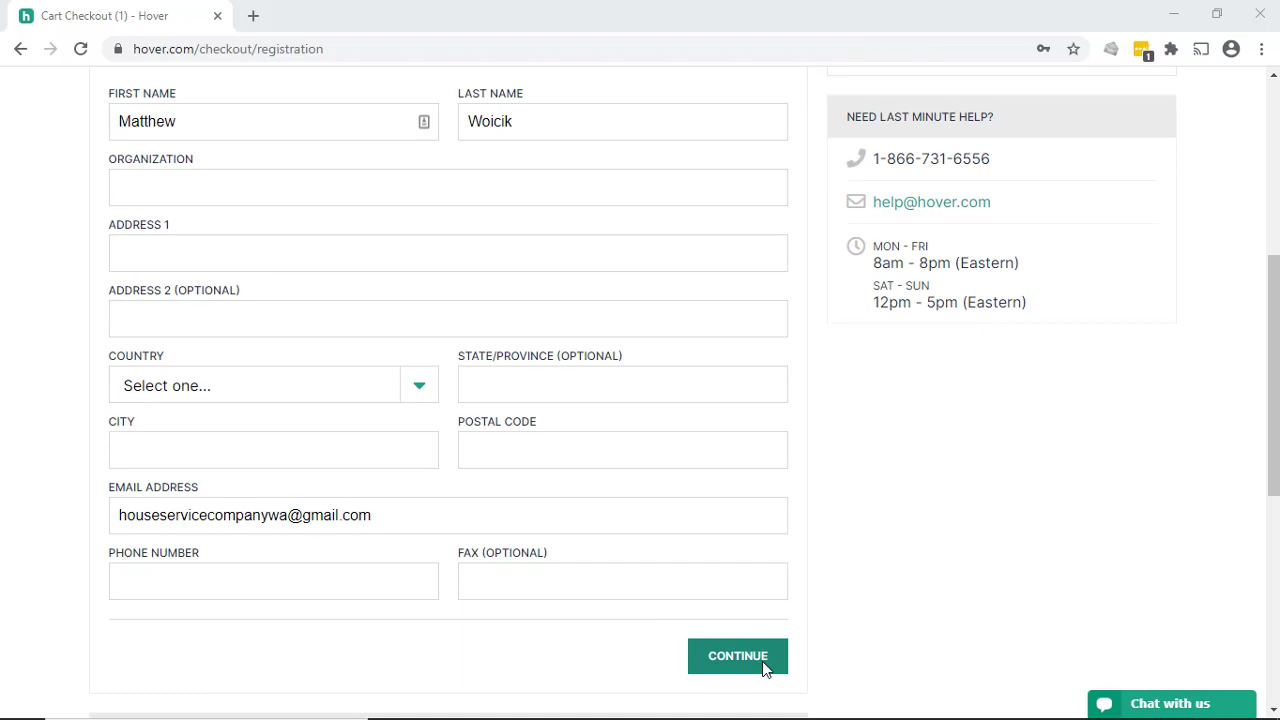 Cart Checkout (1) - Hover
hover.com/checkout/registration
1
FIRST NAME
LAST NAME
Matthew
Woicik
ORGANIZATION
ADDRESS 1
ADDRESS 2 (OPTIONAL)
COUNTRY
STATE/PROVINCE (OPTIONAL)
Select one...
CITY
POSTAL CODE
EMAIL ADDRESS
houseservicecompanywa@gmail.com
PHONE NUMBER
FAX (OPTIONAL)
CONTINUE
NEED LAST MINUTE HELP?
1-866-731-6556
help@hover.com
MON - FRI
8am - 8pm (Eastern)
SAT - SUN
12pm - 5pm (Eastern)
Chat with us